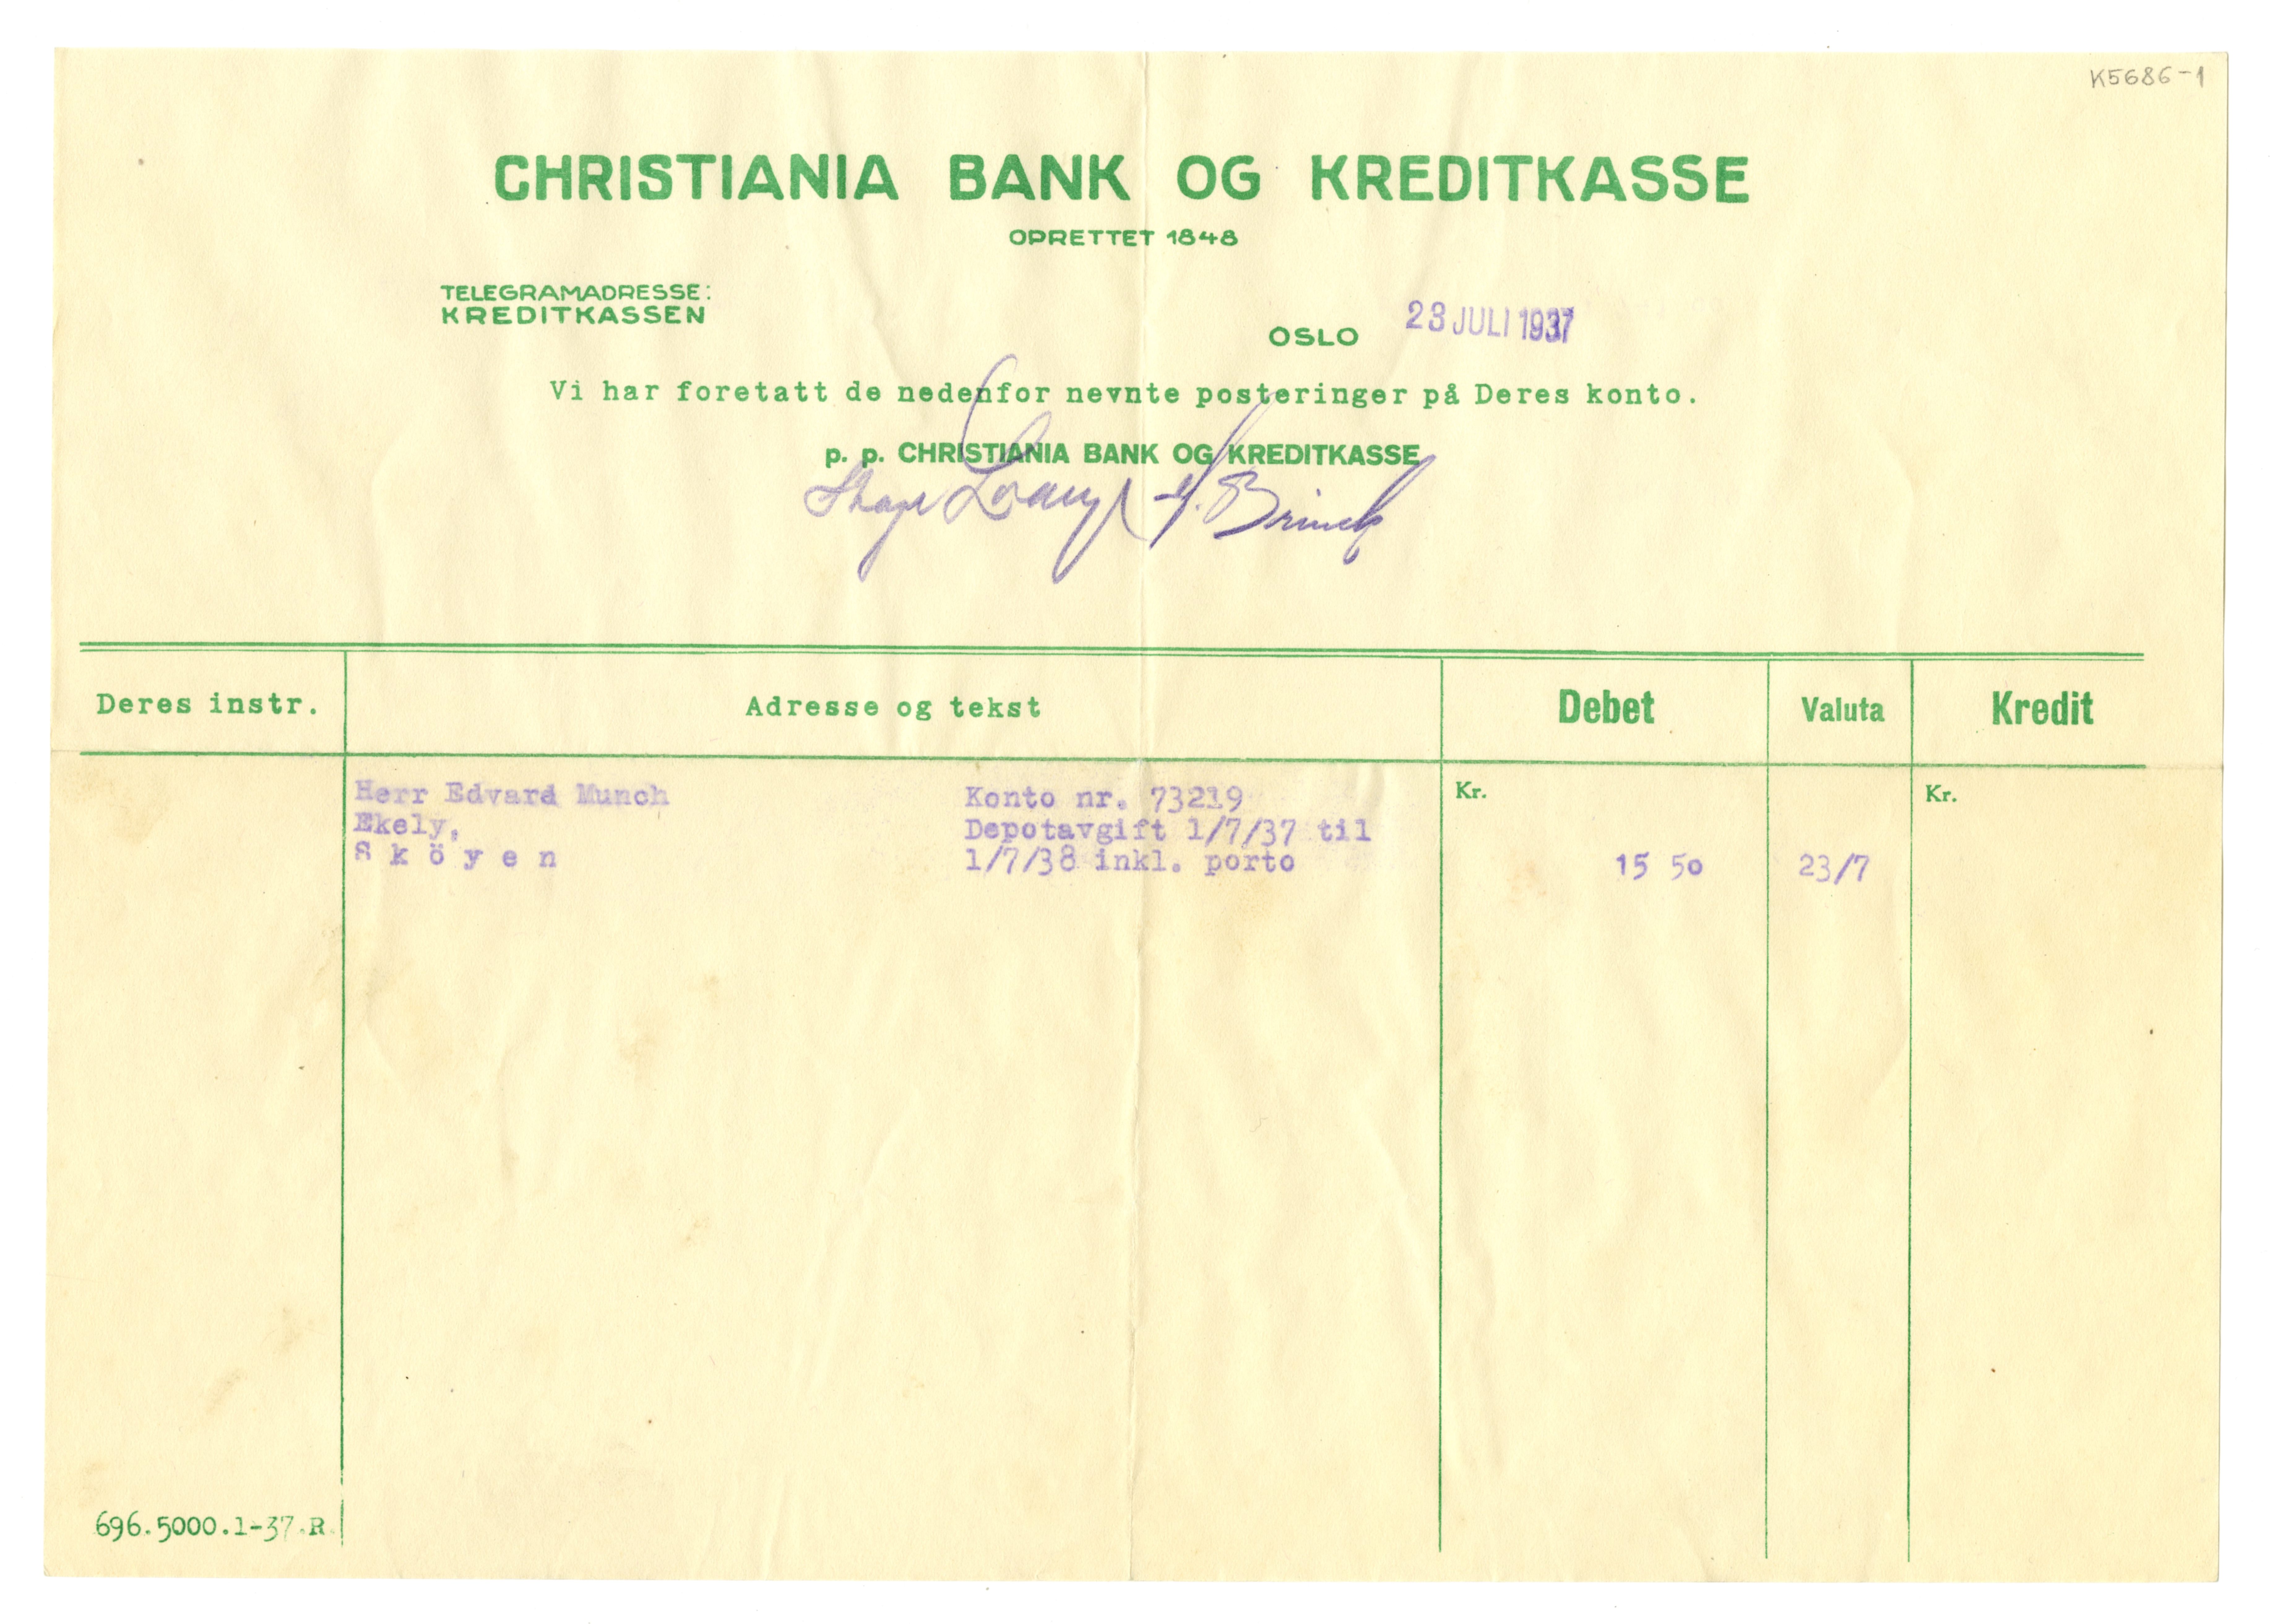 K5686-1
CHRISTIANIA BANK OG KREDITKASSE
OPRETTET 1848
TELEGRAMADRESSE:
KREDITKASSEN
OSLO 23 JULI 1937
Vi har foretatt de nedenfor nevnte posteringer på Deres konto.
p. p. CHRISTIANIA BANK OG KREDITKASSE
Deres instr. Adresse og tekst Debet Valuta Kredit
Herr Edvard Munch Konto nr. 73219 Kr. Kr.
Ekely, Depotavgift 1/7/37 til
S k ö y e n 1/7/38 inkl. porto 15 50 23/7
696.5000.1-37.R.